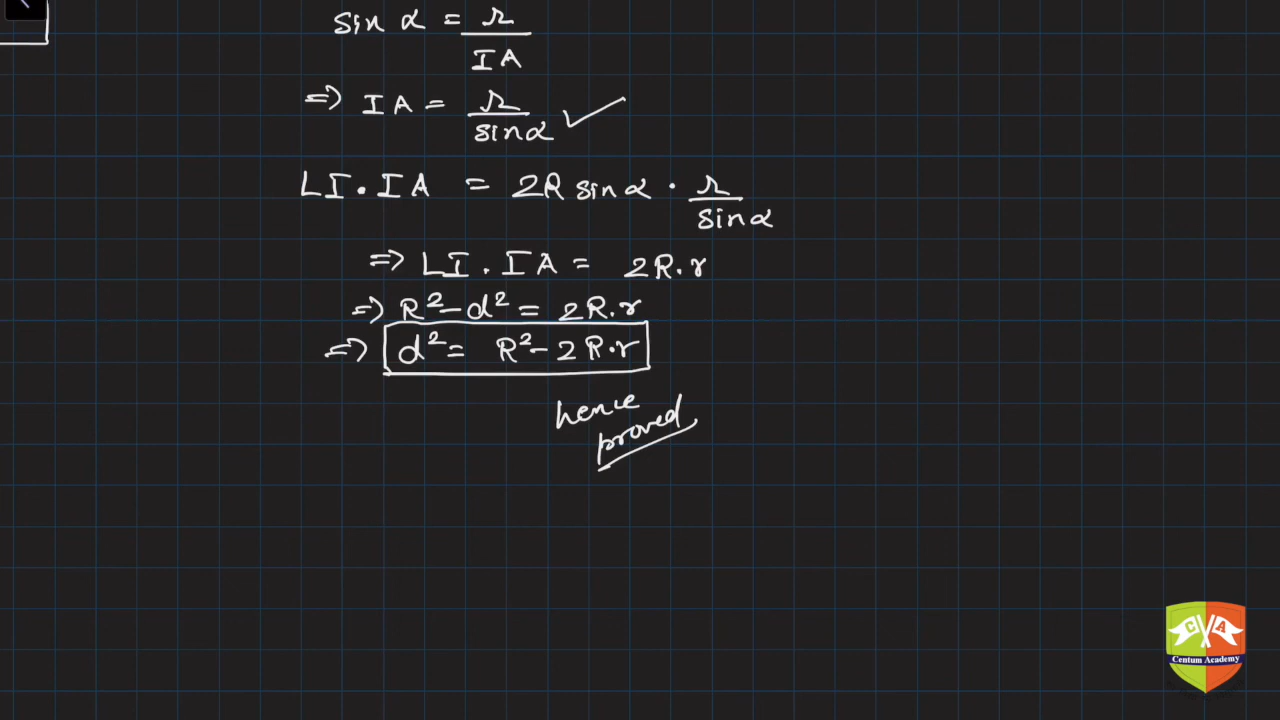 sin α = r / IA
=> IA = r / sinα ✓
LI . IA = 2R sinα · r / sinα
=> LI . IA = 2R.r
=> R² - d² = 2R.r
=> d² = R² - 2R.r
hence
proved
C A
Centum Academy